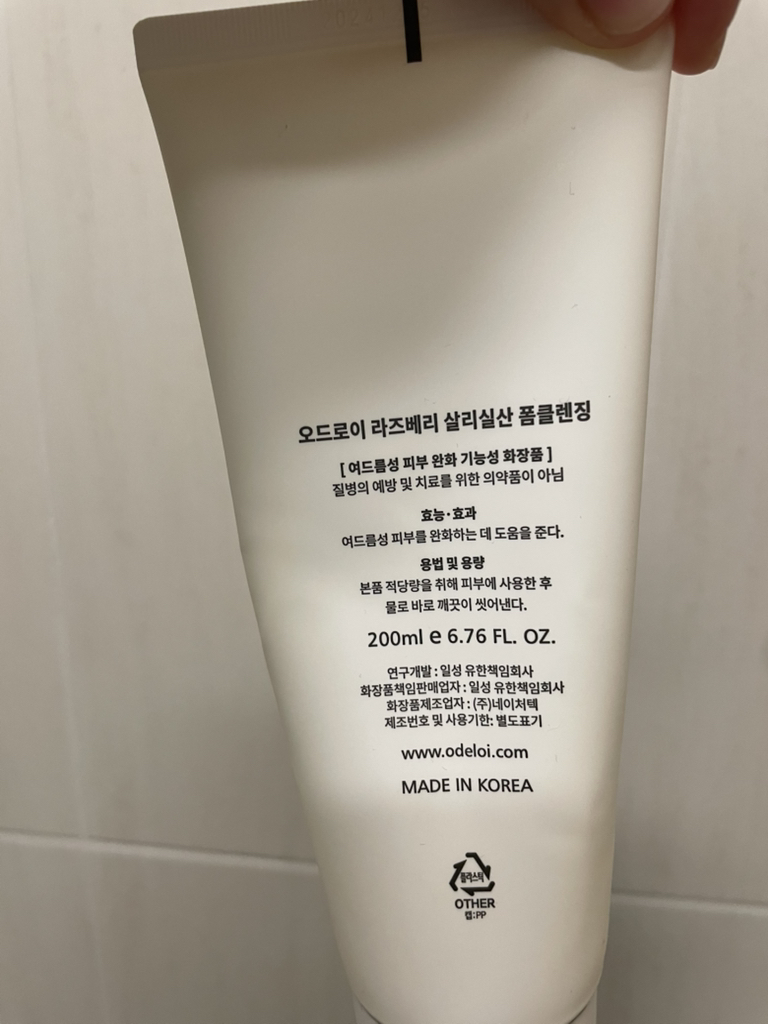 오드로이 라즈베리 살리실산 폼클렌징
[ 여드름성 피부 완화 기능성 화장품 ]
질병의 예방 및 치료를 위한 의약품이 아님
효능·효과
여드름성 피부를 완화하는 데 도움을 준다.
용법 및 용량
본품 적당량을 취해 피부에 사용한 후
물로 바로 깨끗이 씻어낸다.
200ml e 6.76 FL. OZ.
연구개발 : 일성 유한책임회사
화장품책임판매업자 : 일성 유한책임회사
화장품제조업자 : (주)네이처텍
제조번호 및 사용기한: 별도표기
www.odeloi.com
MADE IN KOREA
플라스틱
OTHER
캡:PP